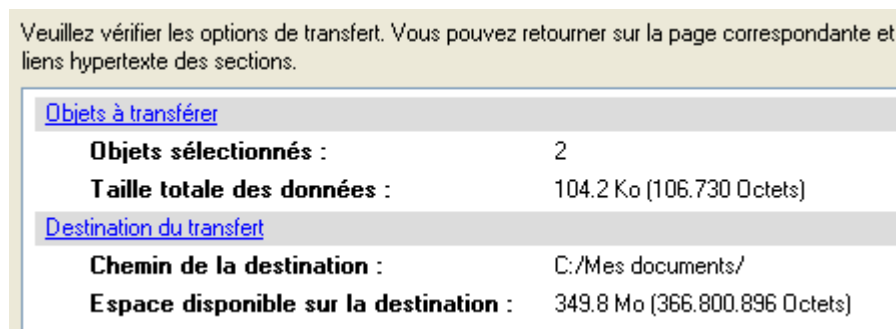 Veuillez vérifier les options de transfert. Vous pouvez retourner sur la page correspondante et
liens hypertexte des sections.
Objets à transférer
Objets sélectionnés : 2
Taille totale des données : 104.2 Ko (106.730 Octets)
Destination du transfert
Chemin de la destination : C:/Mes documents/
Espace disponible sur la destination : 349.8 Mo (366.800.896 Octets)